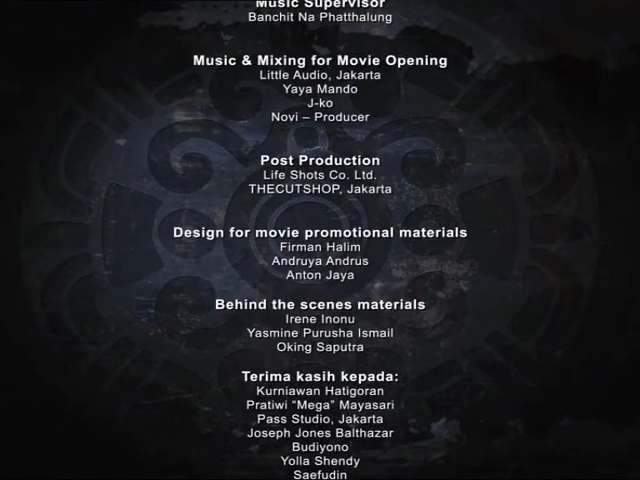 Music Supervisor
Banchit Na Phatthalung
Music & Mixing for Movie Opening
Little Audio, Jakarta
Yaya Mando
J-ko
Novi – Producer
Post Production
Life Shots Co. Ltd.
THECUTSHOP, Jakarta
Design for movie promotional materials
Firman Halim
Andruya Andrus
Anton Jaya
Behind the scenes materials
Irene Inonu
Yasmine Purusha Ismail
Oking Saputra
Terima kasih kepada:
Kurniawan Hatigoran
Pratiwi “Mega” Mayasari
Pass Studio, Jakarta
Joseph Jones Balthazar
Budiyono
Yolla Shendy
Saefudin